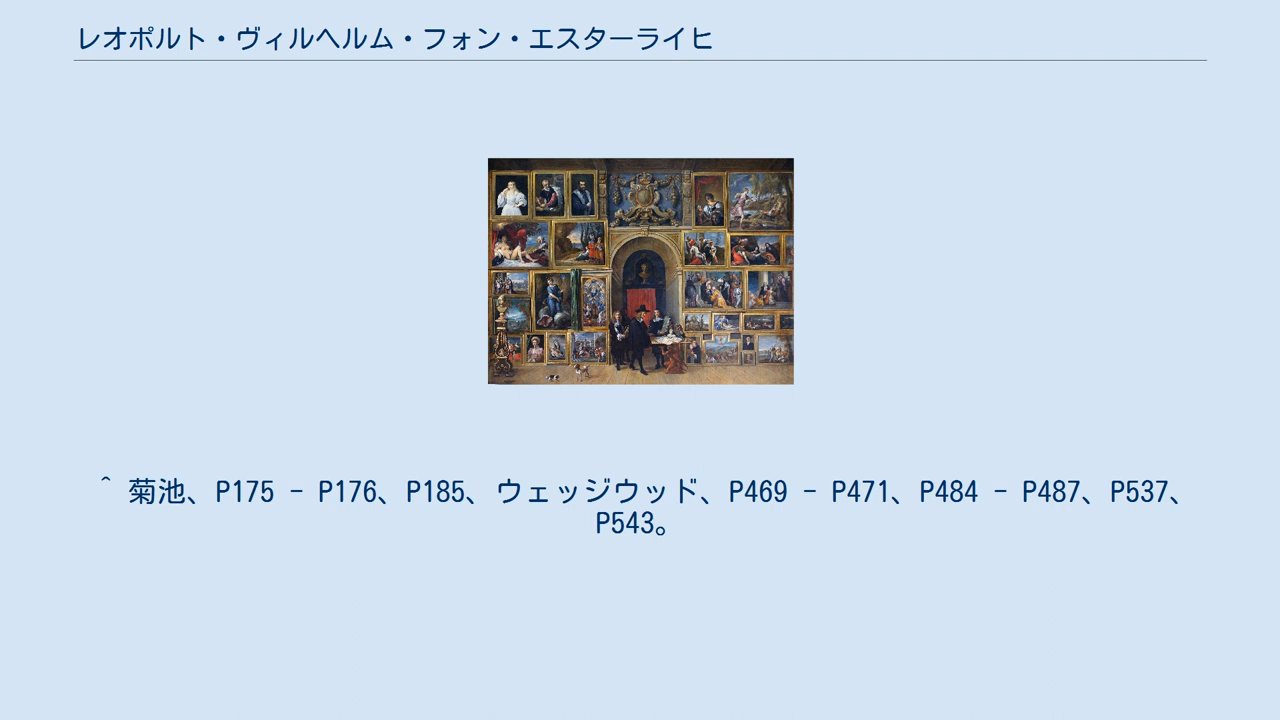 レオポルト・ヴィルヘルム・フォン・エスターライヒ
^ 菊池、P175 - P176、P185、ウェッジウッド、P469 - P471、P484 - P487、P537、
P543。